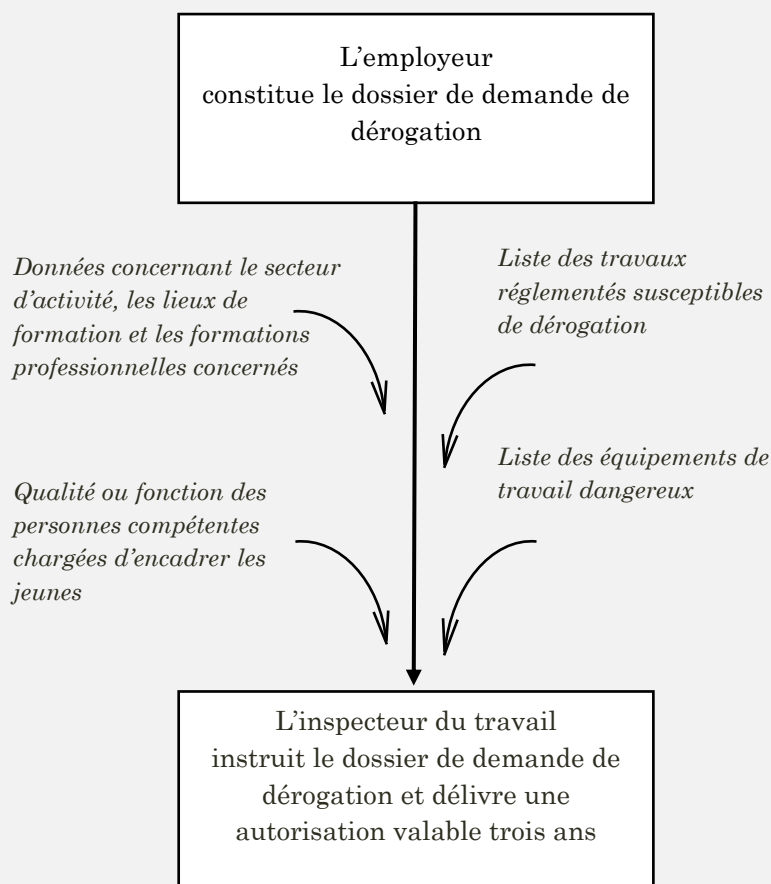 L’employeur
constitue le dossier de demande de
dérogation
Données concernant le secteur
d’activité, les lieux de
formation et les formations
professionnelles concernés
Liste des travaux
réglementés susceptibles
de dérogation
Qualité ou fonction des
personnes compétentes
chargées d’encadrer les
jeunes
Liste des équipements de
travail dangereux
L’inspecteur du travail
instruit le dossier de demande de
dérogation et délivre une
autorisation valable trois ans